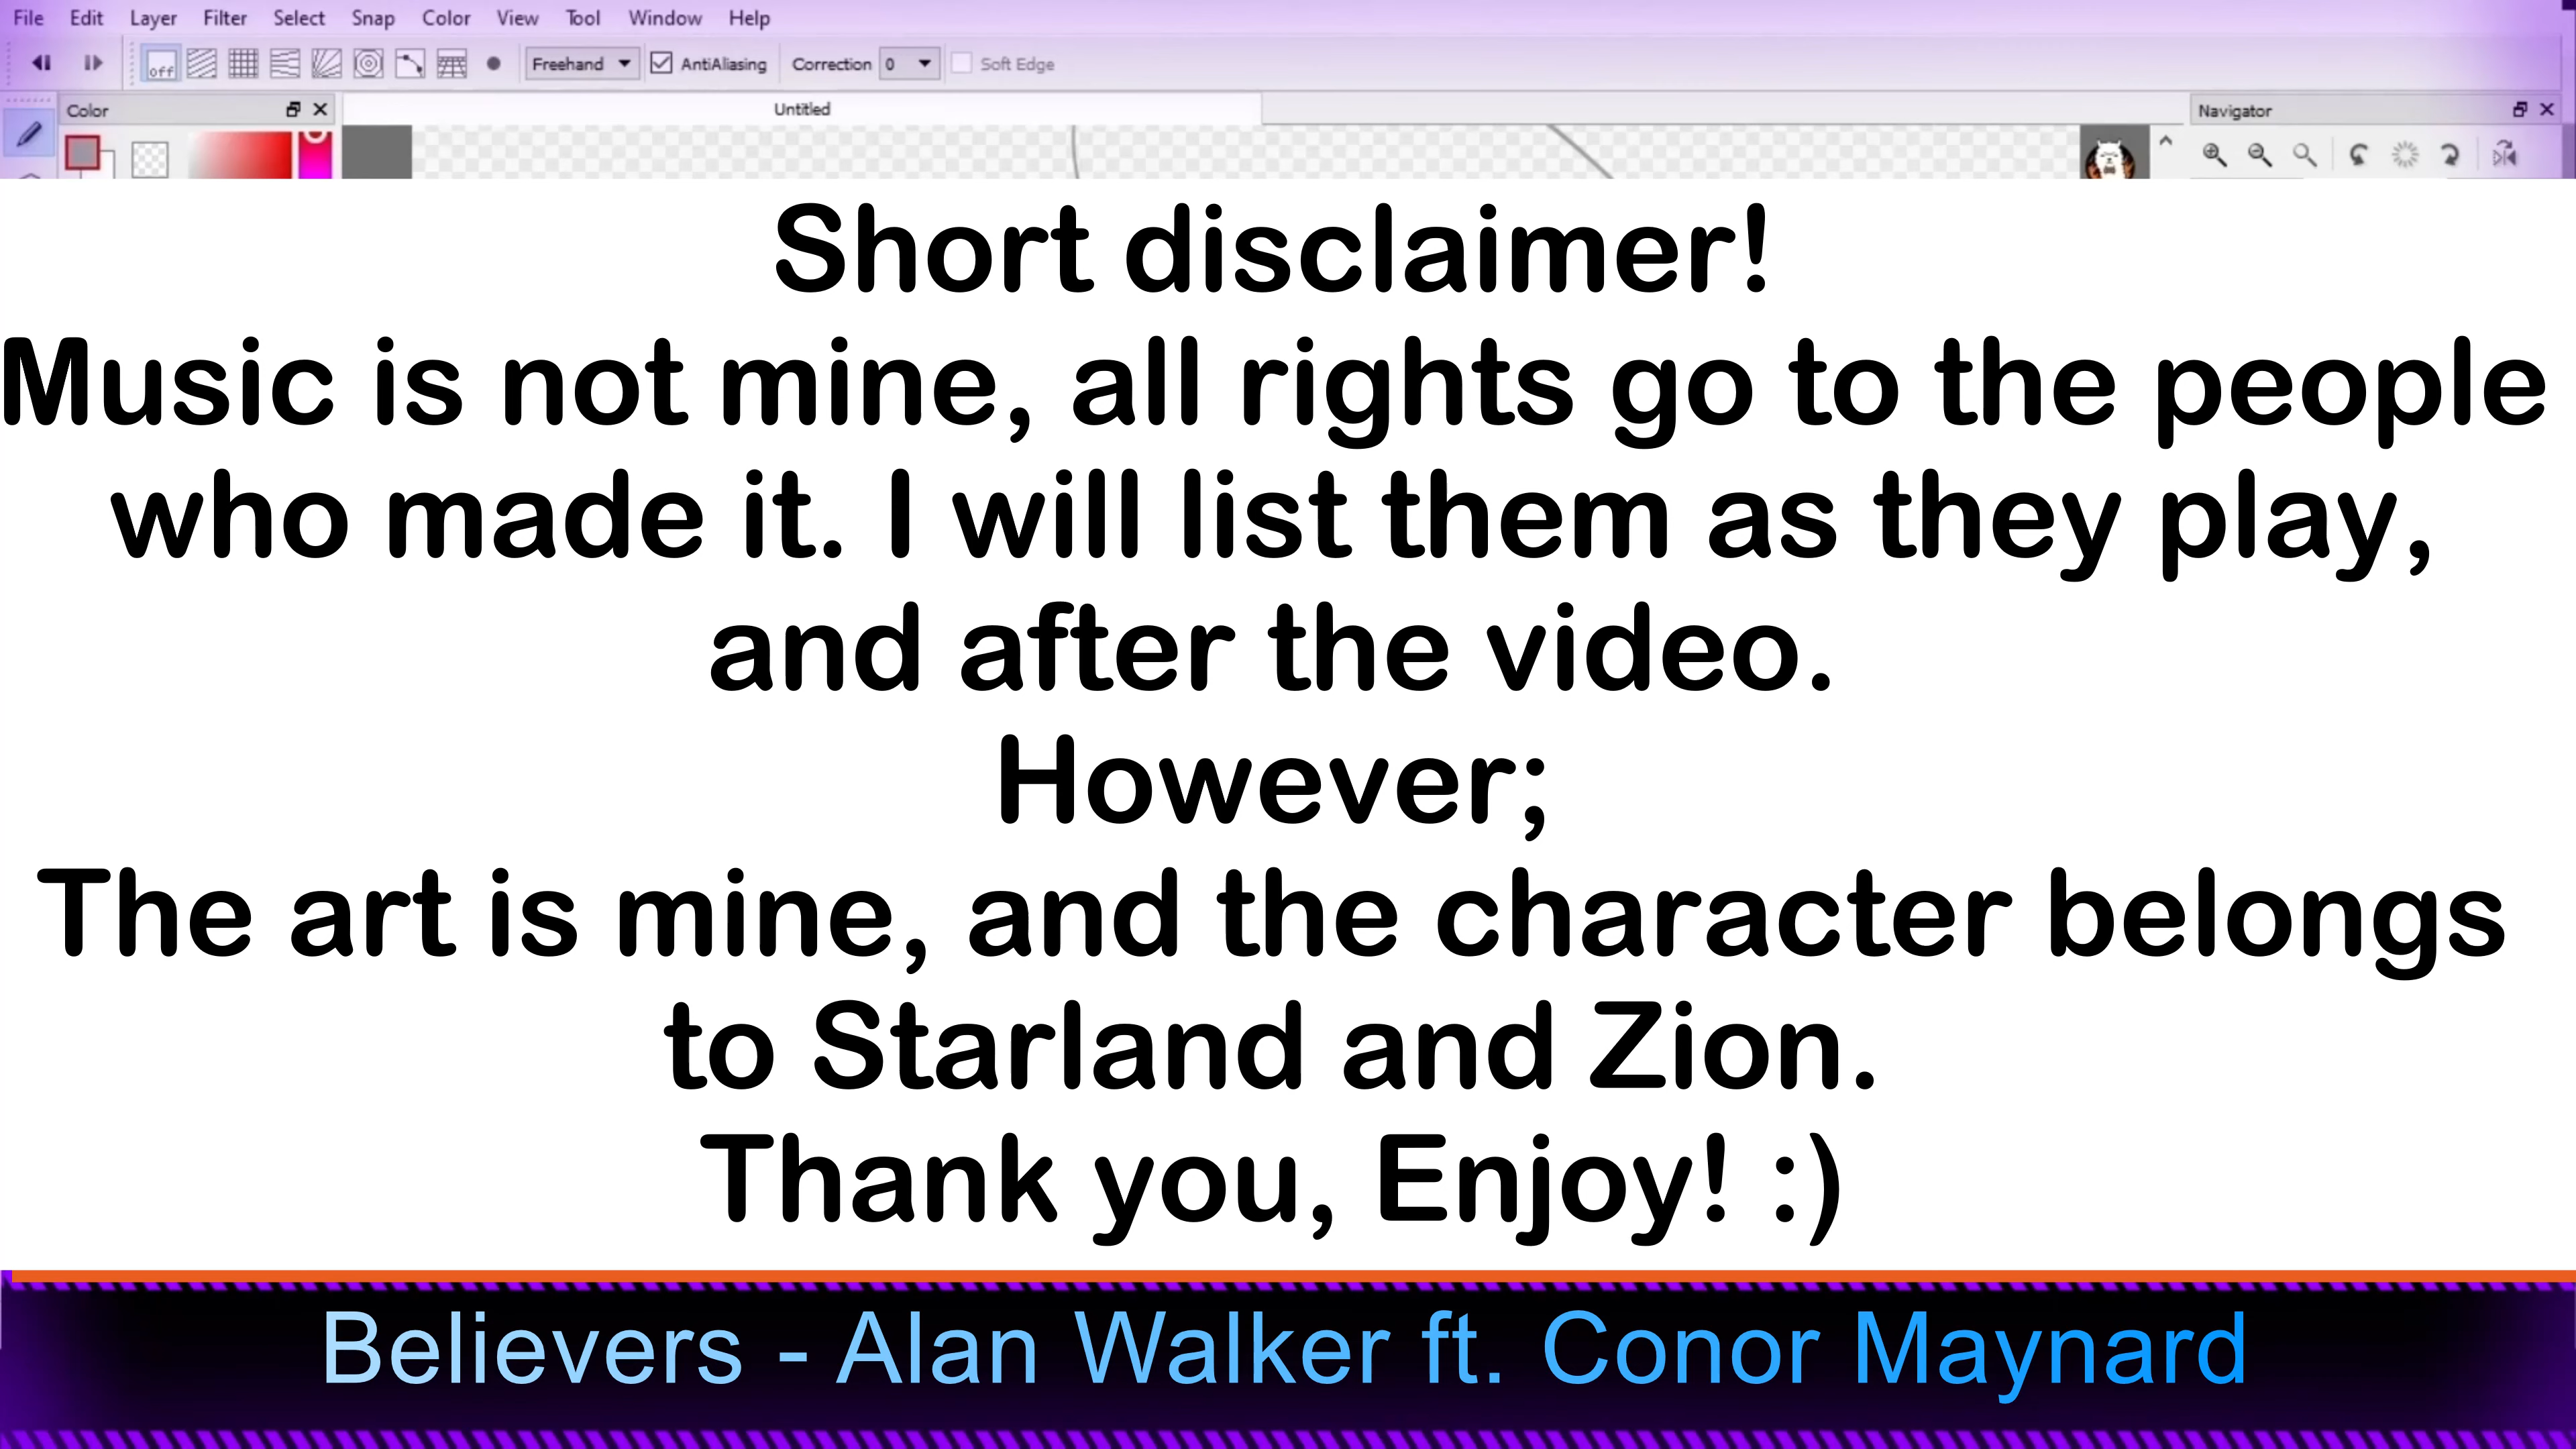 File Edit Layer Filter Select Snap Color View Tool Window Help
off Freehand AntiAliasing Correction 0 Soft Edge
Color Untitled Navigator
Short disclaimer!
Music is not mine, all rights go to the people
who made it. I will list them as they play,
and after the video.
However;
The art is mine, and the character belongs
to Starland and Zion.
Thank you, Enjoy! :)
Believers - Alan Walker ft. Conor Maynard